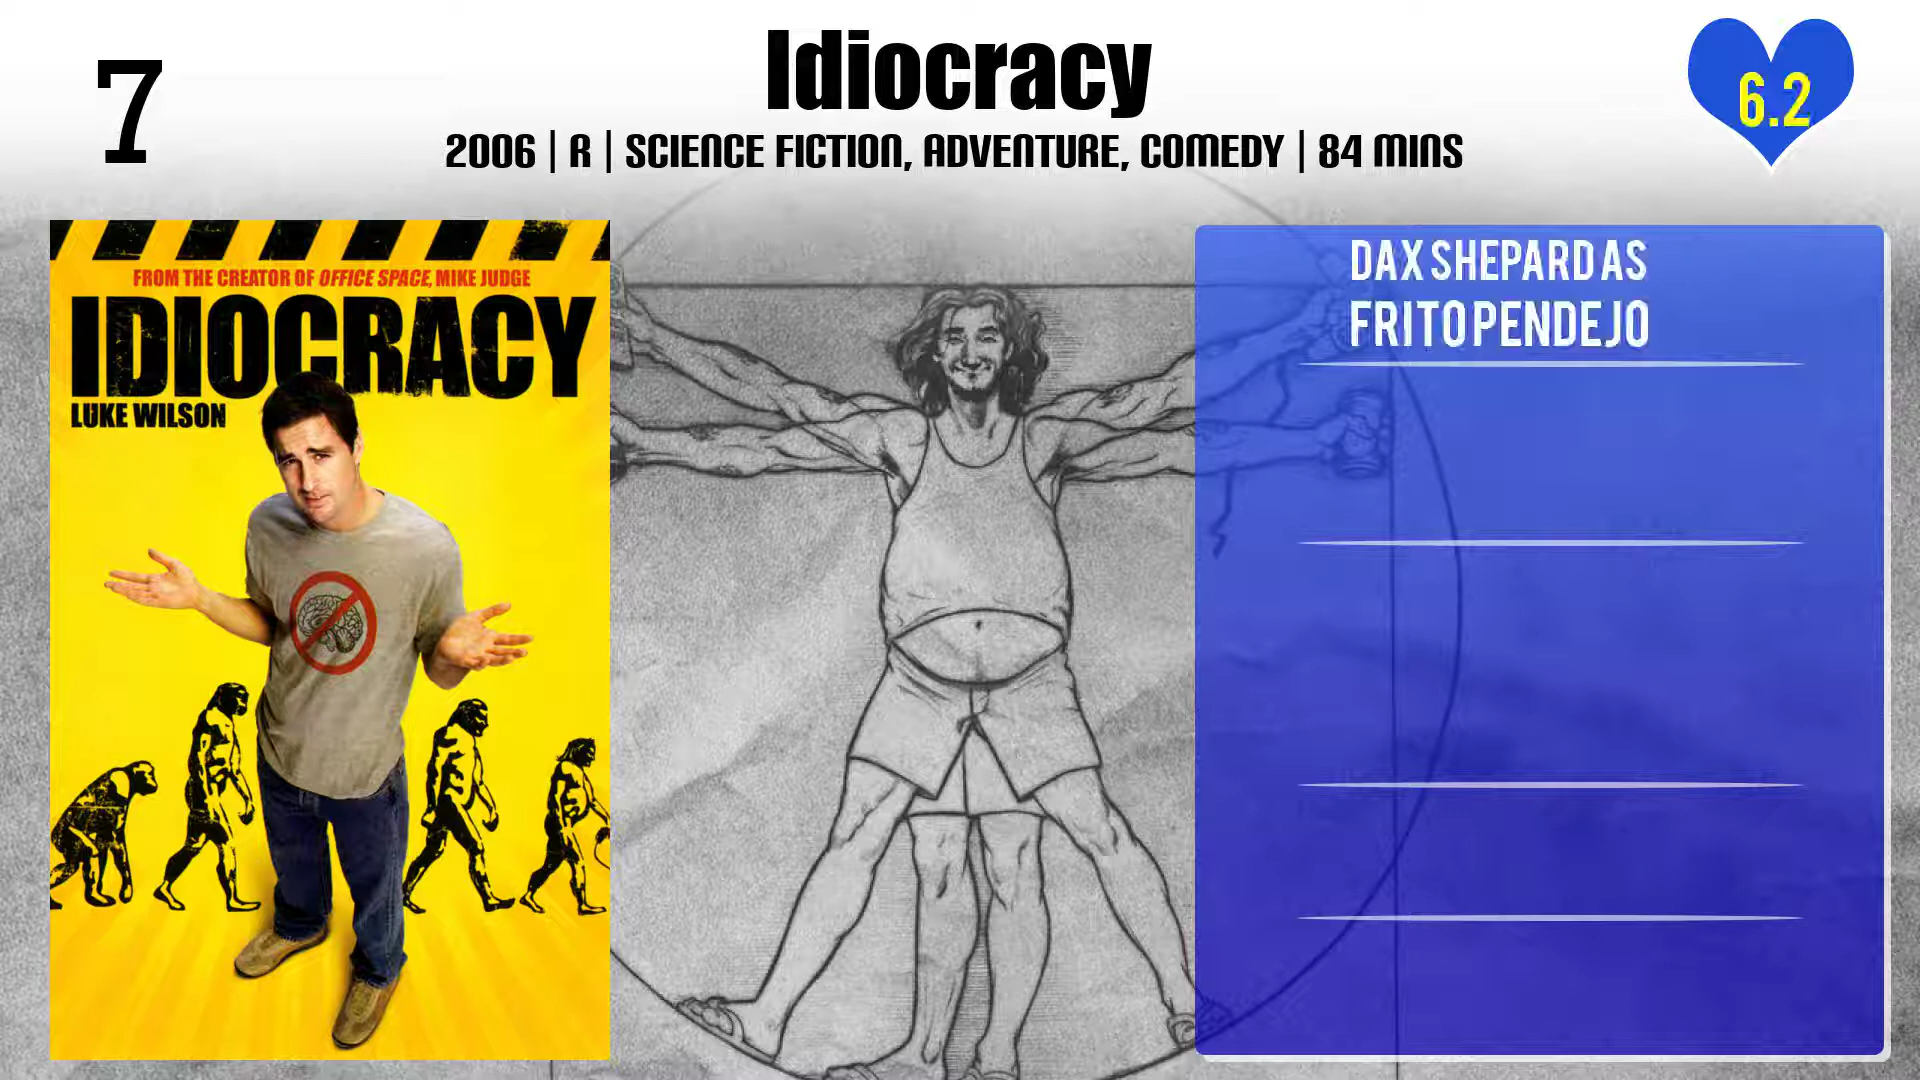 7
Idiocracy
2006 | R | SCIENCE FICTION, ADVENTURE, COMEDY | 84 MINS
6.2
FROM THE CREATOR OF OFFICE SPACE, MIKE JUDGE
IDIOCRACY
LUKE WILSON
DAX SHEPARD AS
FRITO PENDEJO